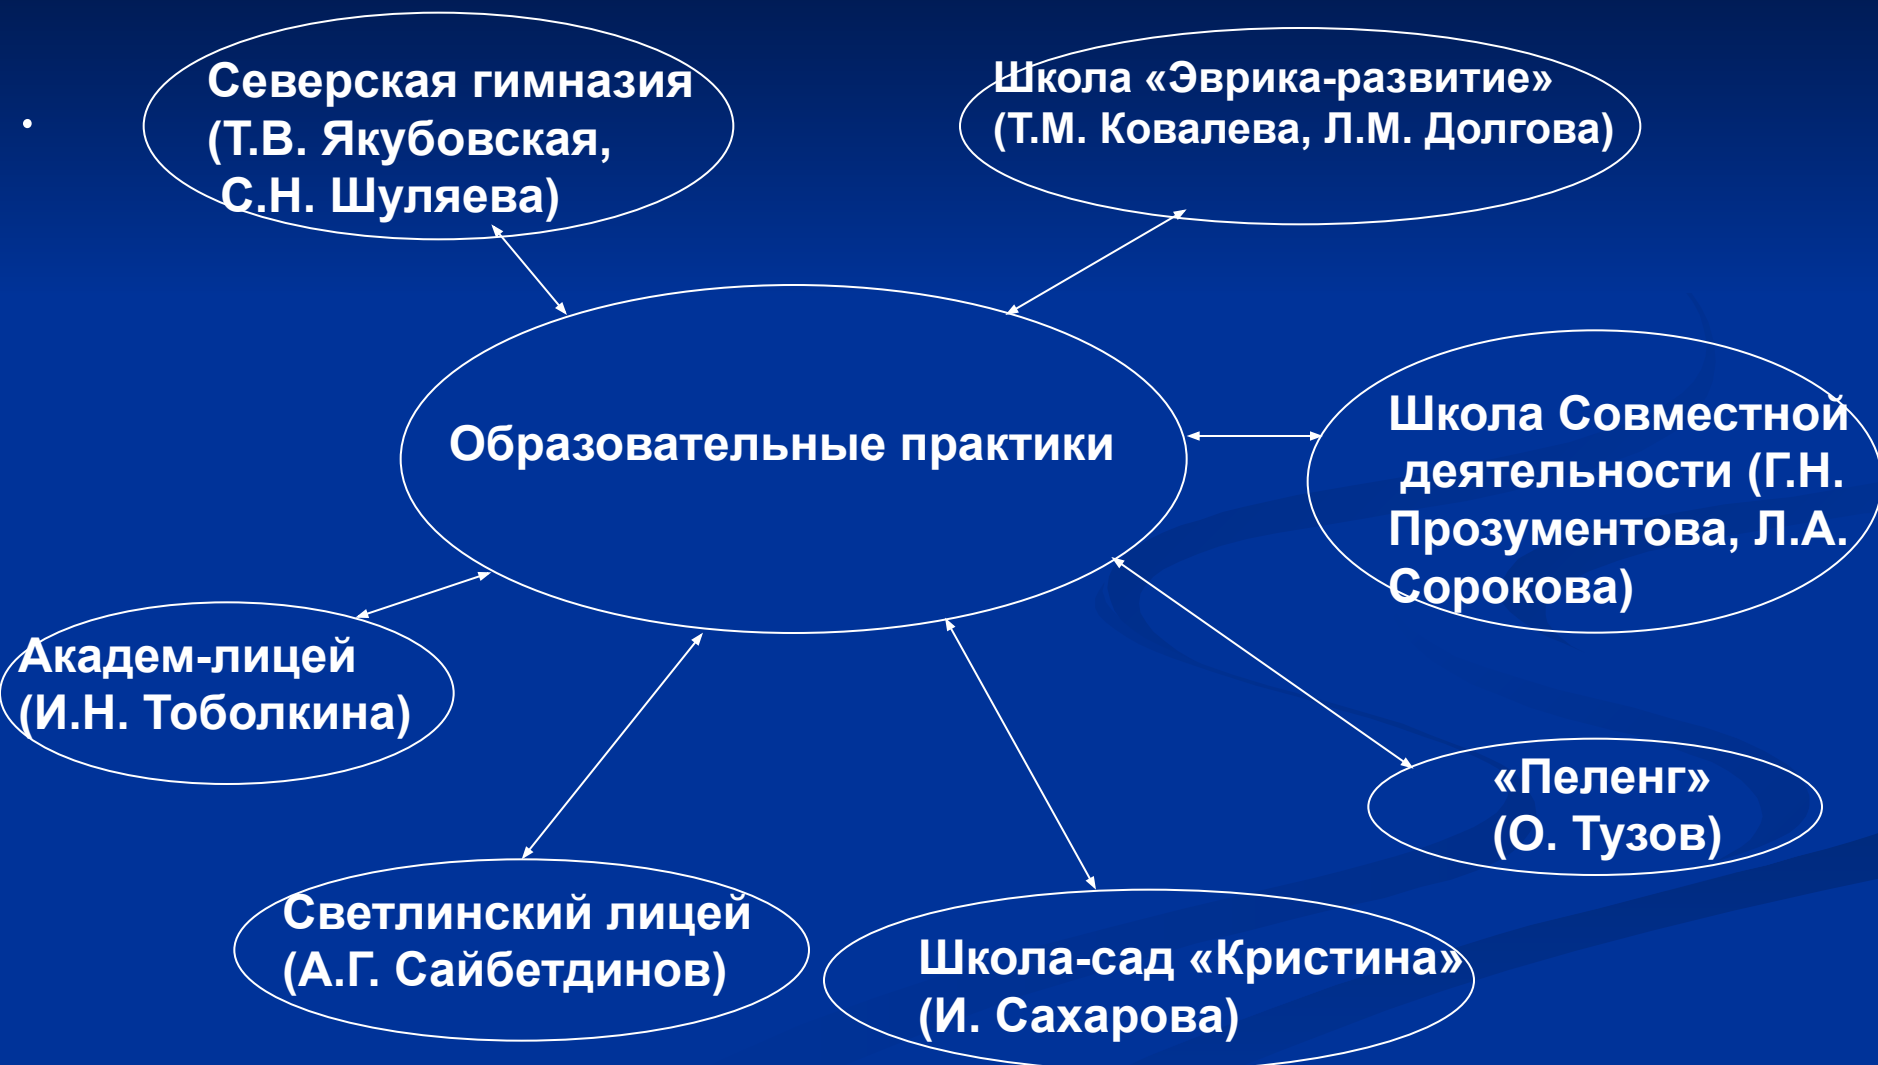 Северская гимназия
(Т.В. Якубовская,
С.Н. Шуляева)
Школа «Эврика-развитие»
(Т.М. Ковалева, Л.М. Долгова)
Образовательные практики
Школа Совместной
деятельности (Г.Н.
Прозументова, Л.А.
Сорокова)
Академ-лицей
(И.Н. Тоболкина)
«Пеленг»
(О. Тузов)
Светлинский лицей
(А.Г. Сайбетдинов)
Школа-сад «Кристина»
(И. Сахарова)